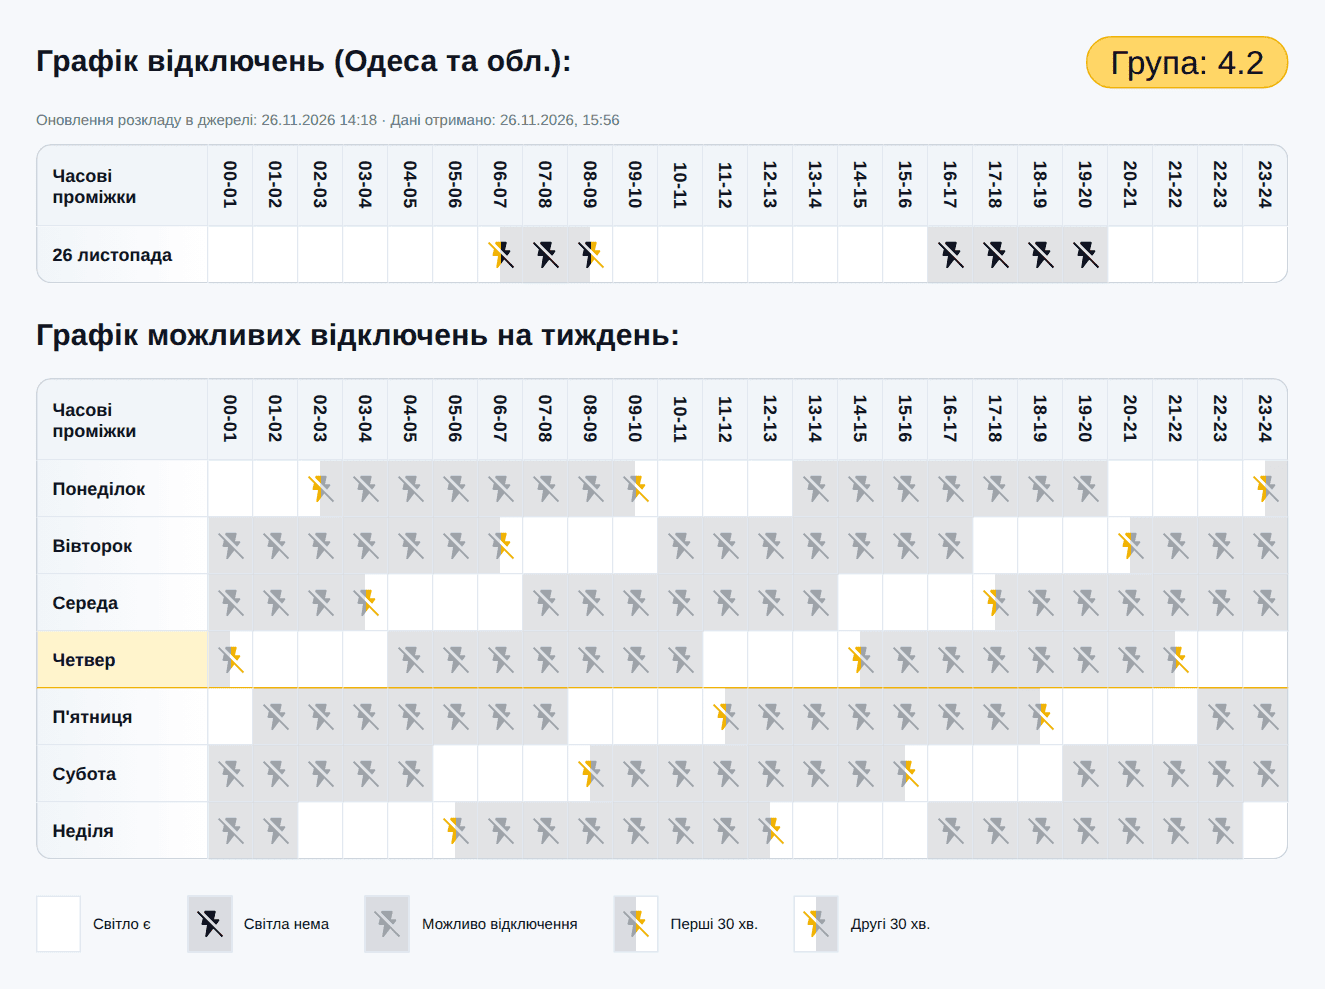 Графік відключень (Одеса та обл.):
Група: 4.2
Оновлення розкладу в джерелі: 26.11.2026 14:18 · Дані отримано: 26.11.2026, 15:56
Часові проміжки 00-01 01-02 02-03 03-04 04-05 05-06 06-07 07-08 08-09 09-10 10-11 11-12 12-13 13-14 14-15 15-16 16-17 17-18 18-19 19-20 20-21 21-22 22-23 23-24
26 листопада
Графік можливих відключень на тиждень:
Часові проміжки 00-01 01-02 02-03 03-04 04-05 05-06 06-07 07-08 08-09 09-10 10-11 11-12 12-13 13-14 14-15 15-16 16-17 17-18 18-19 19-20 20-21 21-22 22-23 23-24
Понеділок
Вівторок
Середа
Четвер
П'ятниця
Субота
Неділя
Світло є Світла нема Можливо відключення Перші 30 хв. Другі 30 хв.